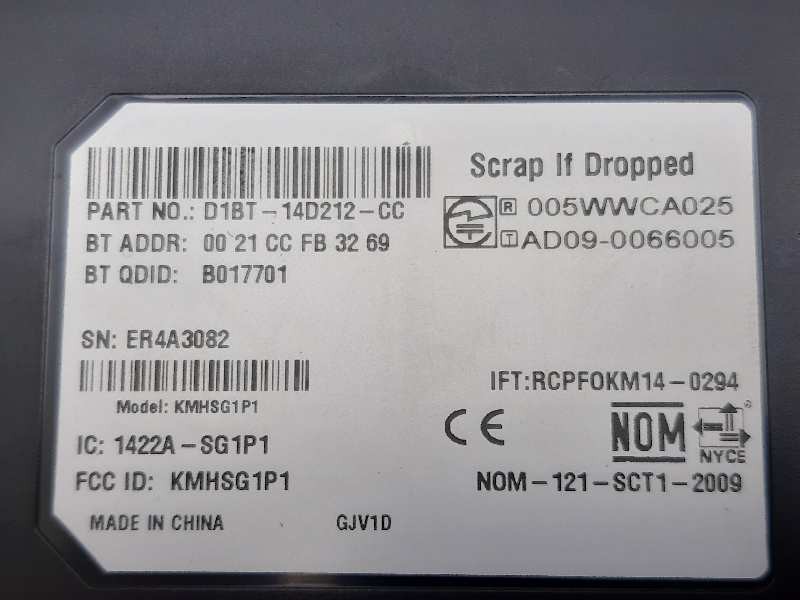 Scrap If Dropped
PART NO.: D1BT-14D212-CC
R 005WWCA025
BT ADDR: 00 21 CC FB 32 69
T AD09-0066005
BT QDID: B017701
SN: ER4A3082
IFT:RCPFOKM14-0294
Model: KMHSG1P1
CE
NOM
NYCE
IC: 1422A-SG1P1
FCC ID: KMHSG1P1
NOM-121-SCT1-2009
MADE IN CHINA GJV1D